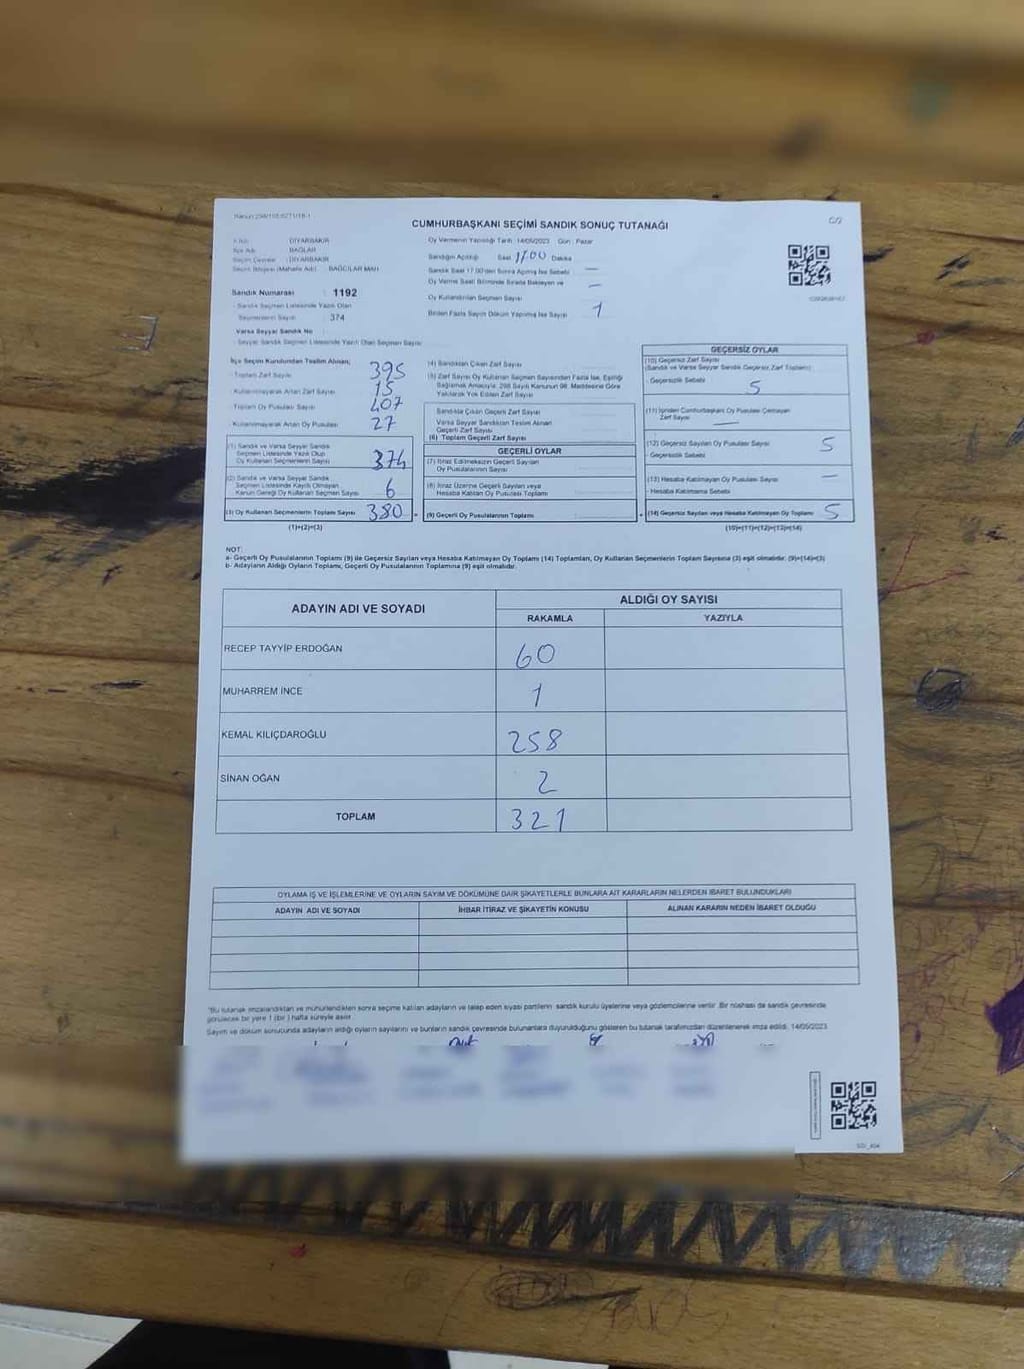 CUMHURBAŞKANI SEÇİMİ SANDIK SONUÇ TUTANAĞI
C/2
DİYARBAKIR
BAĞLAR
DİYARBAKIR
BAĞCILAR MAH.
Oy Vermenin Yapıldığı Tarih : 14/05/2023 Gün : Pazar
Sandığın Açıldığı Saat 17:00 Dakika
Sandık Saat 17.00'den Sonra Açılmış İse Sebebi —
Oy Verme Saati Bitiminde Sırada Bekleyen ve —
Oy Kullandırılan Seçmen Sayısı
Birden Fazla Sayım Döküm Yapılmış İse Sayısı 1
Sandık Numarası : 1192
Sandık Seçmen Listesinde Yazılı Olan
Seçmenlerin Sayısı : 374
Varsa Seyyar Sandık No :
Seyyar Sandık Seçmen Listesinde Yazılı Olan Seçmen Sayısı :
İlçe Seçim Kurulundan Teslim Alınan;
- Toplam Zarf Sayısı 395
- Kullanılmayarak Artan Zarf Sayısı 15
- Toplam Oy Pusulası Sayısı 407
- Kullanılmayarak Artan Oy Pusulası 27
(1) Sandık ve Varsa Seyyar Sandık
Seçmen Listesinde Yazılı Olup
Oy Kullanan Seçmenlerin Sayısı 374
(2) Sandık ve Varsa Seyyar Sandık
Seçmen Listesinde Kayıtlı Olmayan
Kanun Gereği Oy Kullanan Seçmen Sayısı 6
(3) Oy Kullanan Seçmenlerin Toplam Sayısı 380
(1)+(2)=(3)
(4) Sandıktan Çıkan Zarf Sayısı
(5) Zarf Sayısı Oy Kullanan Seçmen Sayısından Fazla İse, Eşitliği
Sağlamak Amacıyla, 298 Sayılı Kanunun 98. Maddesine Göre
Yakılarak Yok Edilen Zarf Sayısı
Sandıkta Çıkan Geçerli Zarf Sayısı
Varsa Seyyar Sandıktan Teslim Alınan
Geçerli Zarf Sayısı
(6) Toplam Geçerli Zarf Sayısı
GEÇERLİ OYLAR
(7) İtiraz Edilmeksizin Geçerli Sayılan
Oy Pusulalarının Sayısı
(8) İtiraz Üzerine Geçerli Sayılan veya
Hesaba Katılan Oy Pusulası Toplamı
(9) Geçerli Oy Pusulalarının Toplamı
GEÇERSİZ OYLAR
(10) Geçersiz Zarf Sayısı
(Sandık ve Varsa Seyyar Sandık Geçersiz Zarf Toplamı)
- Geçersizlik Sebebi 5
(11) İçinden Cumhurbaşkanı Oy Pusulası Çıkmayan
Zarf Sayısı —
(12) Geçersiz Sayılan Oy Pusulası Sayısı 5
- Geçersizlik Sebebi
(13) Hesaba Katılmayan Oy Pusulası Sayısı —
- Hesaba Katılmama Sebebi
(14) Geçersiz Sayılan veya Hesaba Katılmayan Oy Toplamı 5
(10)+(11)+(12)+(13)=(14)
NOT:
a- Geçerli Oy Pusulalarının Toplamı (9) ile Geçersiz Sayılan veya Hesaba Katılmayan Oy Toplamı (14) Toplamları, Oy Kullanan Seçmenlerin Toplam Sayısına (3) eşit olmalıdır. (9)+(14)=(3)
b- Adayların Aldığı Oyların Toplamı, Geçerli Oy Pusulalarının Toplamına (9) eşit olmalıdır.
ADAYIN ADI VE SOYADI
ALDIĞI OY SAYISI
RAKAMLA YAZIYLA
RECEP TAYYİP ERDOĞAN 60
MUHARREM İNCE 1
KEMAL KILIÇDAROĞLU 258
SİNAN OĞAN 2
TOPLAM 321
OYLAMA İŞ VE İŞLEMLERİNE VE OYLARIN SAYIM VE DÖKÜMÜNE DAİR ŞİKAYETLERLE BUNLARA AİT KARARLARIN NELERDEN İBARET BULUNDUKLARI
ADAYIN ADI VE SOYADI İHBAR İTİRAZ VE ŞİKAYETİN KONUSU ALINAN KARARIN NEDEN İBARET OLDUĞU
"Bu tutanak imzalandıktan ve mühürlendikten sonra seçime katılan adayların ve talep eden siyasi partilerin sandık kurulu üyelerine veya gözlemcilerine verilir. Bir nüshası da sandık çevresinde
görülecek bir yere 1 (bir) hafta süreyle asılır.
Sayım ve döküm sonucunda adayların aldığı oyların sayılarını ve bunların sandık çevresinde bulunanlara duyurulduğunu gösteren bu tutanak tarafımızdan düzenlenerek imza edildi. 14/05/2023